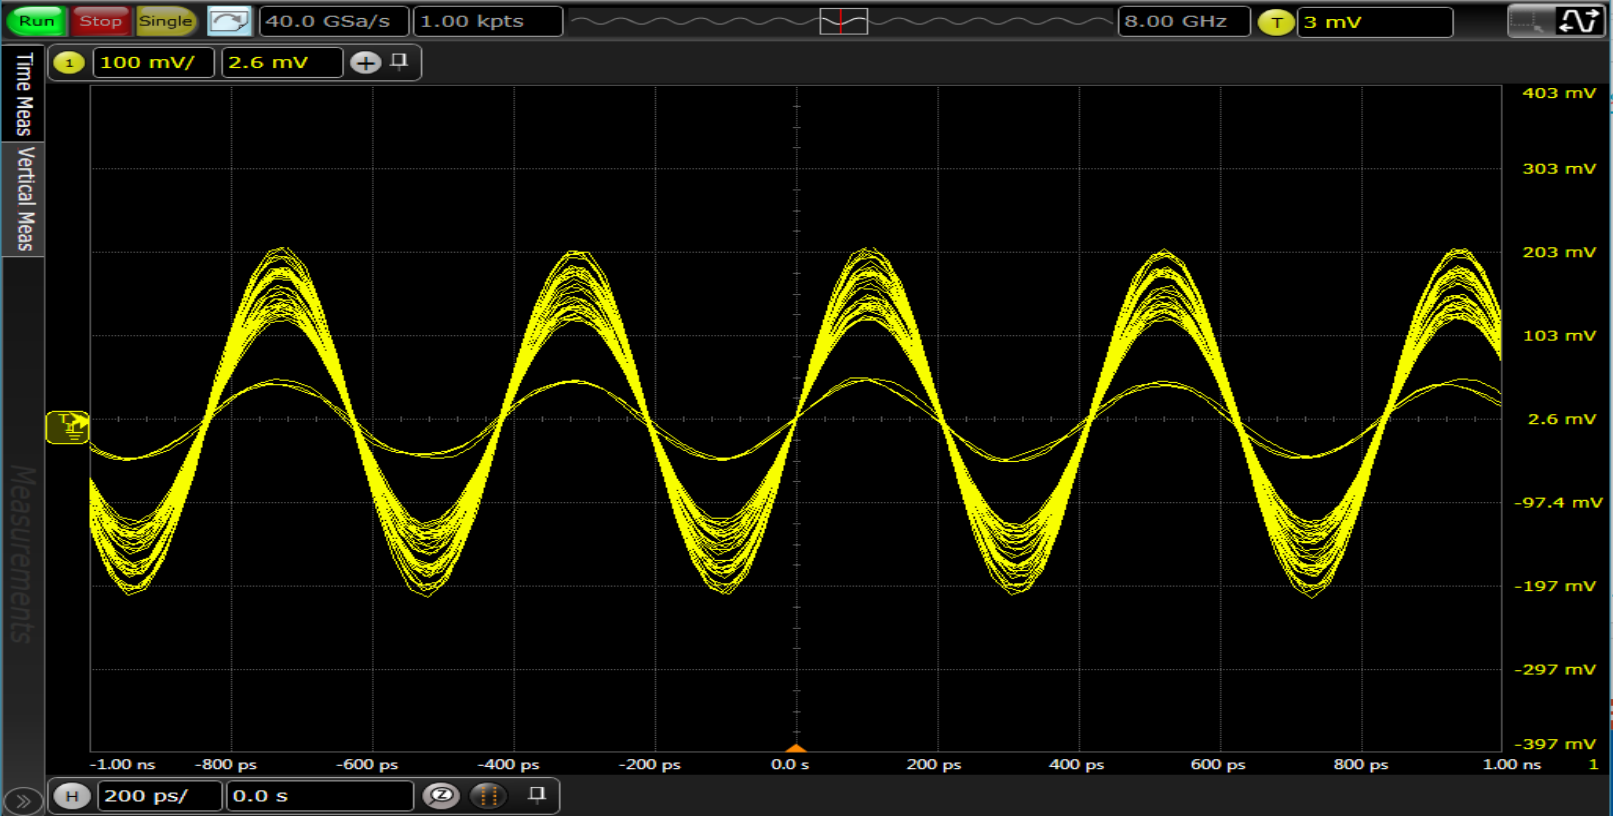 Run Stop Single 40.0 GSa/s 1.00 kpts 8.00 GHz T 3 mV
1 100 mV/ 2.6 mV +
Time Meas
Vertical Meas
Measurements
403 mV
303 mV
203 mV
103 mV
2.6 mV
-97.4 mV
-197 mV
-297 mV
-397 mV
T
-1.00 ns -800 ps -600 ps -400 ps -200 ps 0.0 s 200 ps 400 ps 600 ps 800 ps 1.00 ns 1
H 200 ps/ 0.0 s Z